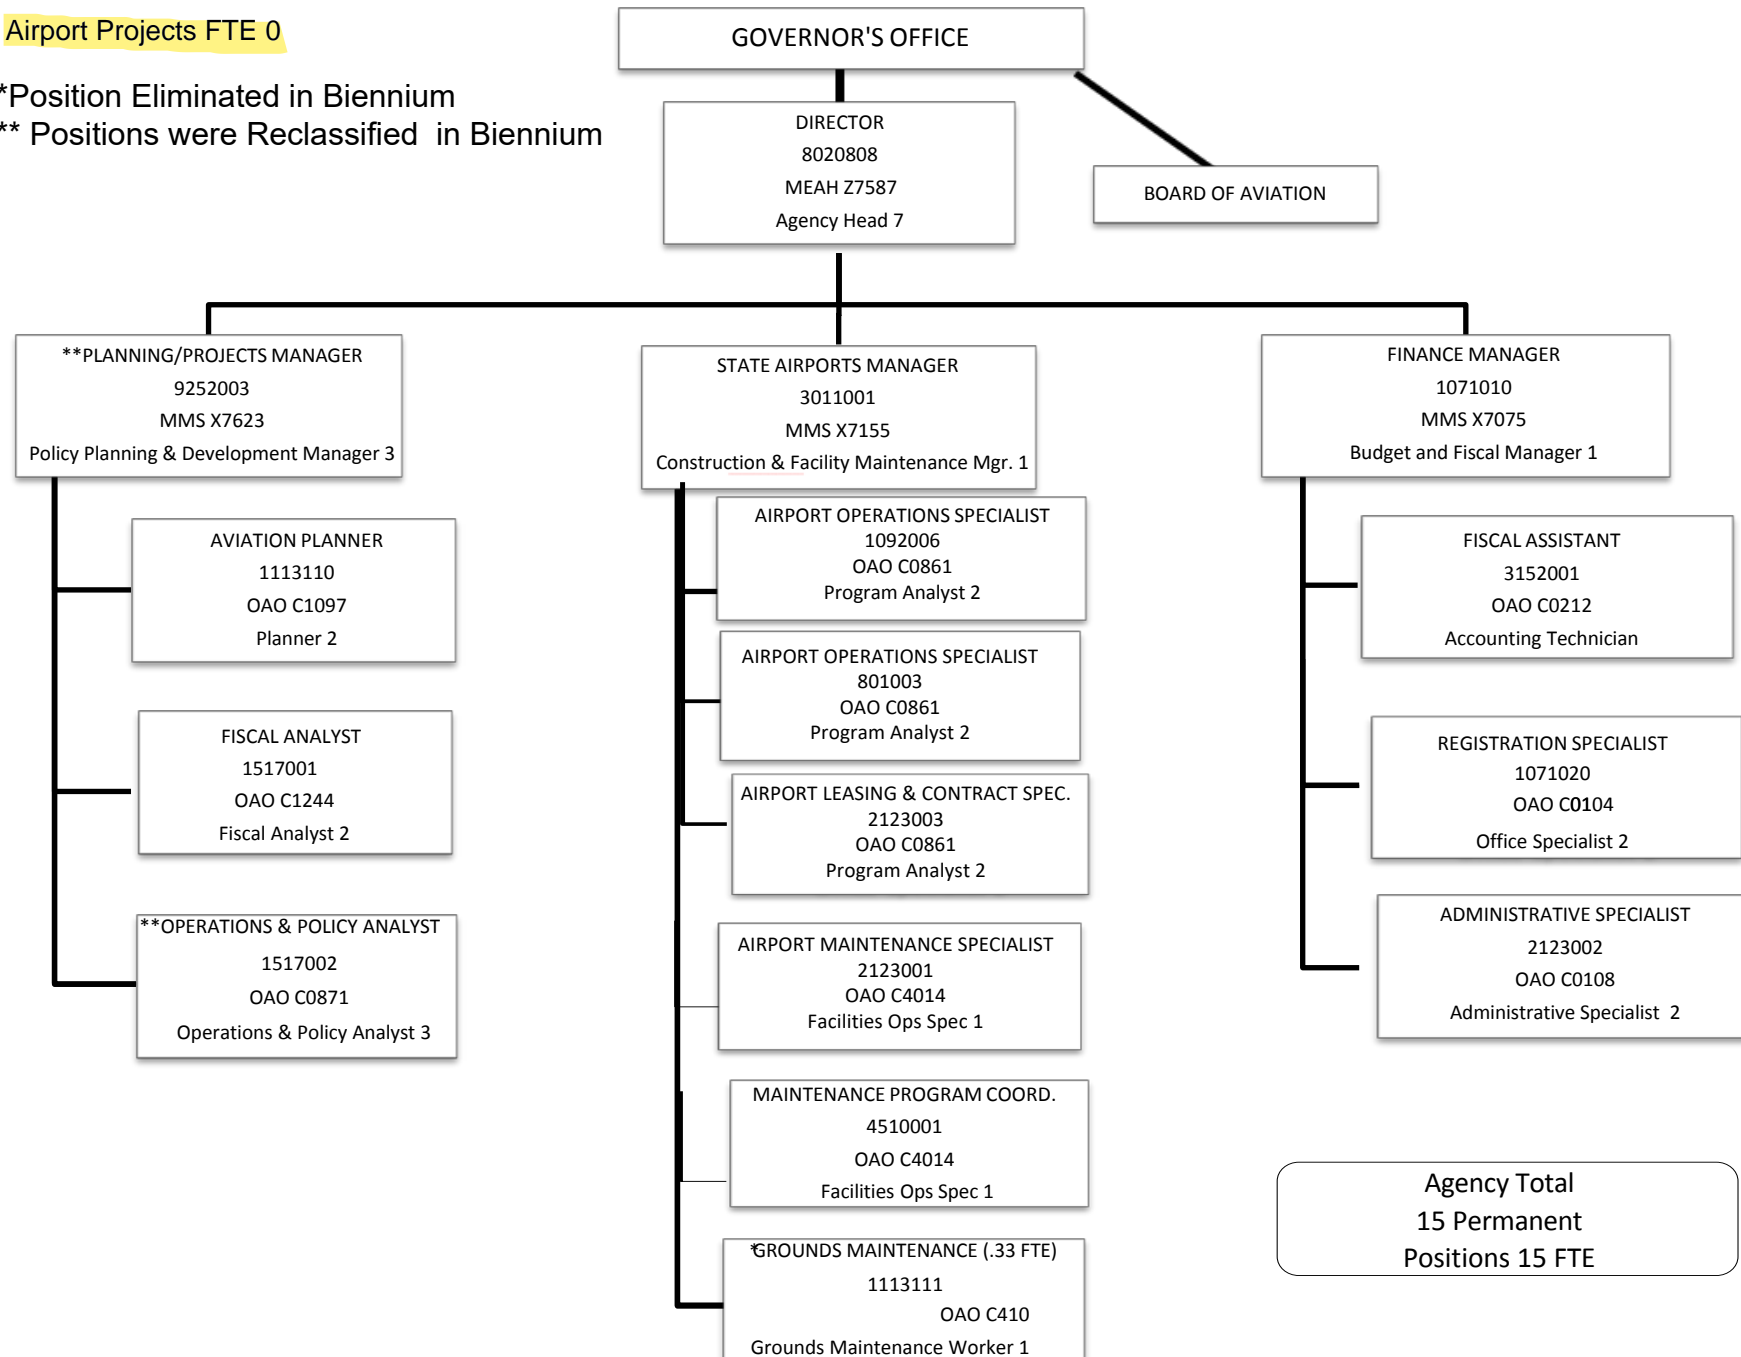 Airport Projects FTE 0
*Position Eliminated in Biennium
** Positions were Reclassified in Biennium
GOVERNOR'S OFFICE
DIRECTOR
8020808
MEAH Z7587
Agency Head 7
BOARD OF AVIATION
**PLANNING/PROJECTS MANAGER
9252003
MMS X7623
Policy Planning & Development Manager 3
AVIATION PLANNER
1113110
OAO C1097
Planner 2
FISCAL ANALYST
1517001
OAO C1244
Fiscal Analyst 2
**OPERATIONS & POLICY ANALYST
1517002
OAO C0871
Operations & Policy Analyst 3
STATE AIRPORTS MANAGER
3011001
MMS X7155
Construction & Facility Maintenance Mgr. 1
AIRPORT OPERATIONS SPECIALIST
1092006
OAO C0861
Program Analyst 2
AIRPORT OPERATIONS SPECIALIST
801003
OAO C0861
Program Analyst 2
AIRPORT LEASING & CONTRACT SPEC.
2123003
OAO C0861
Program Analyst 2
AIRPORT MAINTENANCE SPECIALIST
2123001
OAO C4014
Facilities Ops Spec 1
MAINTENANCE PROGRAM COORD.
4510001
OAO C4014
Facilities Ops Spec 1
*GROUNDS MAINTENANCE (.33 FTE)
1113111
OAO C410
Grounds Maintenance Worker 1
FINANCE MANAGER
1071010
MMS X7075
Budget and Fiscal Manager 1
FISCAL ASSISTANT
3152001
OAO C0212
Accounting Technician
REGISTRATION SPECIALIST
1071020
OAO C0104
Office Specialist 2
ADMINISTRATIVE SPECIALIST
2123002
OAO C0108
Administrative Specialist 2
Agency Total
15 Permanent
Positions 15 FTE